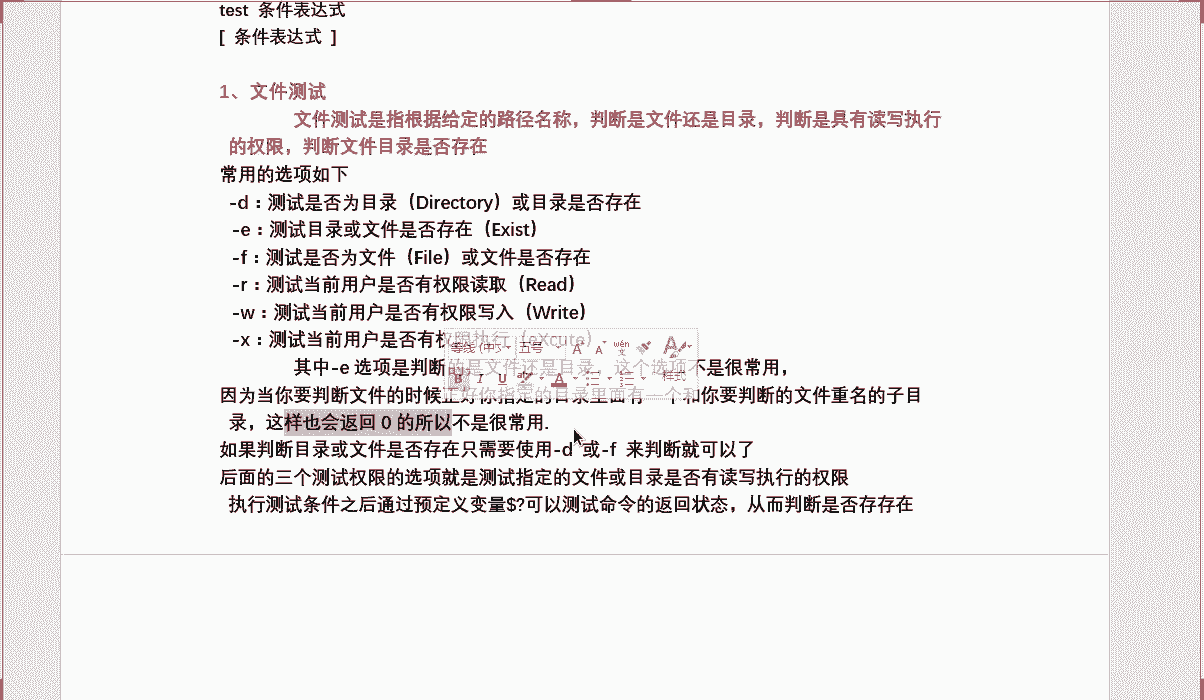 test 条件表达式
[ 条件表达式 ]
1、文件测试
文件测试是指根据给定的路径名称，判断是文件还是目录，判断是具有读写执行
的权限，判断文件目录是否存在
常用的选项如下
-d：测试是否为目录（Directory）或目录是否存在
-e：测试目录或文件是否存在（Exist）
-f：测试是否为文件（File）或文件是否存在
-r：测试当前用户是否有权限读取（Read）
-w：测试当前用户是否有权限写入（Write）
-x：测试当前用户是否有权限执行（eXcute）
等线 (中文 五号 A A wén 文 A
其中-e 选项是判断的是文件还是目录，这个选项不是很常用，
B I U A 样式
因为当你要判断文件的时候正好你指定的目录里面有一个和你要判断的文件重名的子目
录，这样也会返回 0 的所以不是很常用.
如果判断目录或文件是否存在只需要使用-d 或-f 来判断就可以了
后面的三个测试权限的选项就是测试指定的文件或目录是否有读写执行的权限
执行测试条件之后通过预定义变量$?可以测试命令的返回状态，从而判断是否存存在